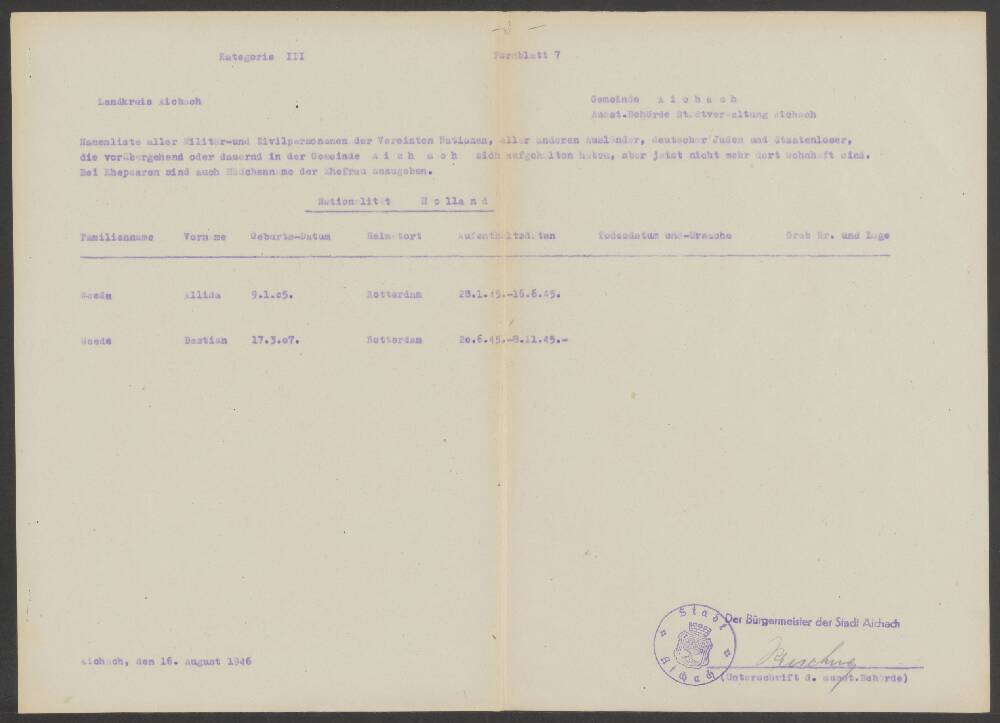 Kategorie III Formblatt 7
Landkreis Aichach
Gemeinde A i c h a c h
Ausst.Behörde Stadtverwaltung Aichach
Namenliste aller Militär-und Zivilpersonenen der Vereinten Nationen, aller anderen Ausländer, deutscher Juden und Staatenloser,
die vorübergehend oder dauernd in der Gemeinde A i c h a c h sich aufgehalten haben, aber jetzt nicht mehr dort wohnhaft sind.
Bei Ehepaaren sind auch Mädchenname der Ehefrau anzugeben.
Nationalität H o l l a n d
Familienname Vorname Geburts-Datum Heimatort Aufenthaltsdaten Todesdatum und-Ursache Grab Nr. und Lage
Allida 9.1.05. Rotterdam 28.1.45.-16.6.45.
Bastian 17.3.07. Rotterdam 20.6.45.-8.11.45.-
Stadt Aichach
Der Bürgermeister der Stadt Aichach
Aichach, den 16. August 1946
(Unterschrift d. ausst.Behörde)